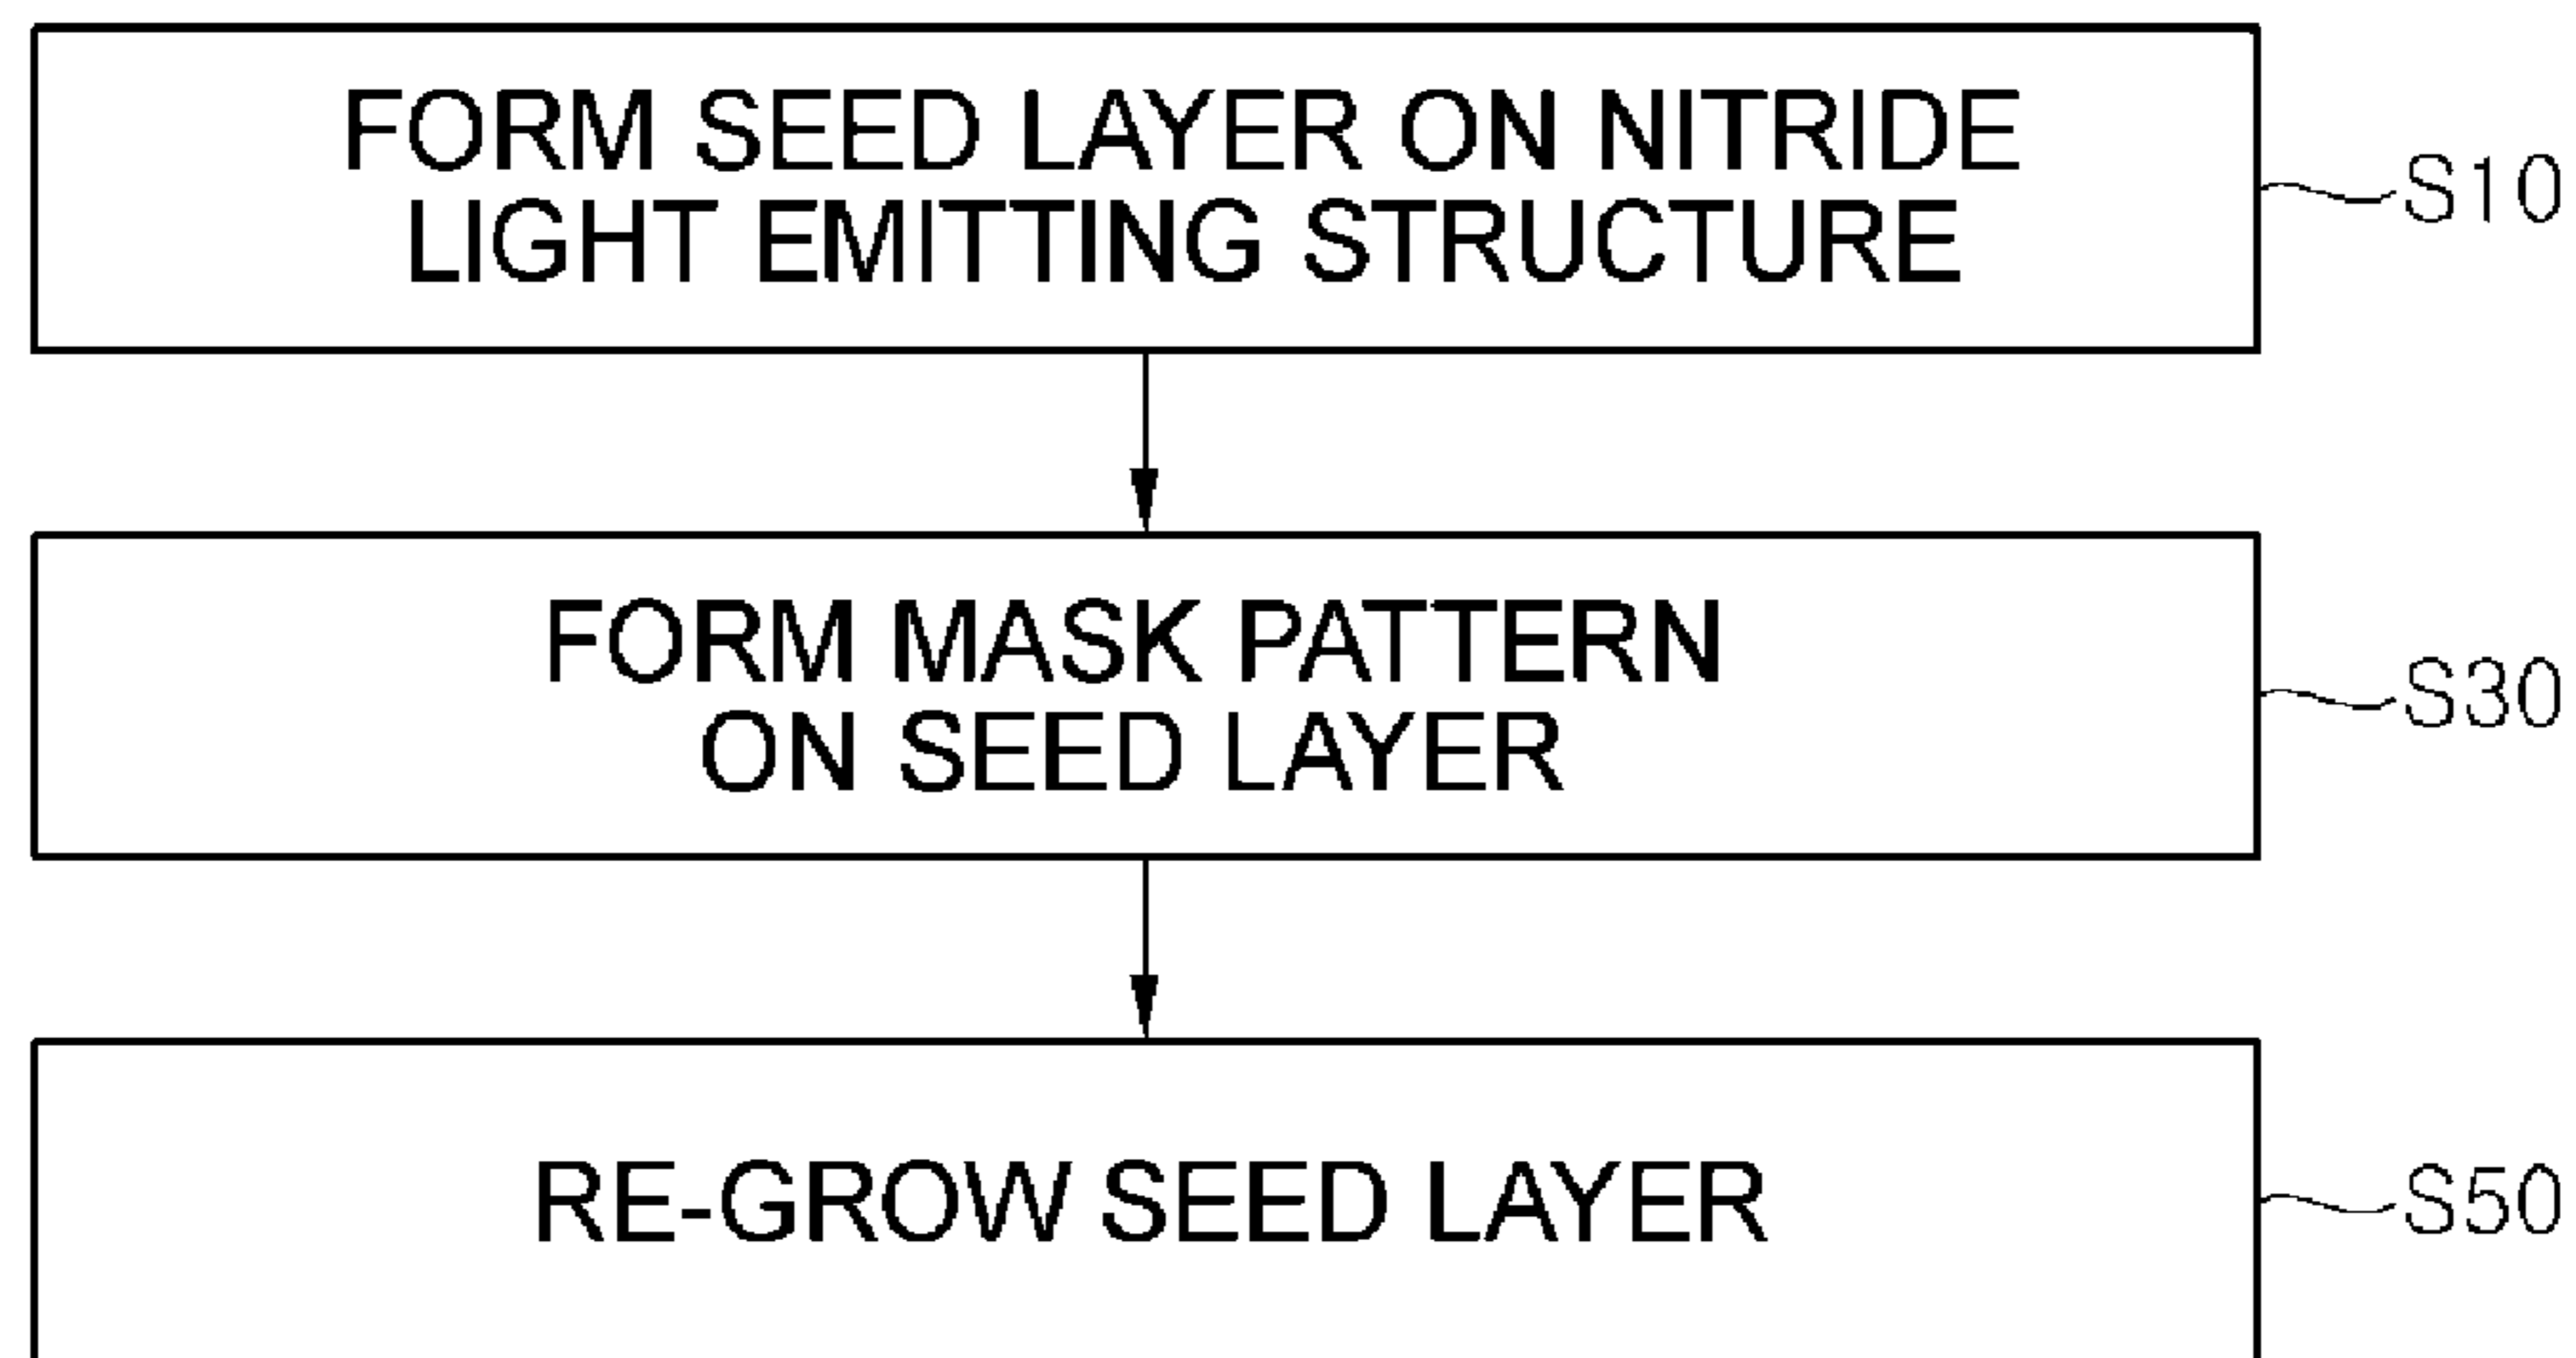 FORM SEED LAYER ON NITRIDE
LIGHT EMITTING STRUCTURE
S10
FORM MASK PATTERN
ON SEED LAYER
S30
RE-GROW SEED LAYER
S50